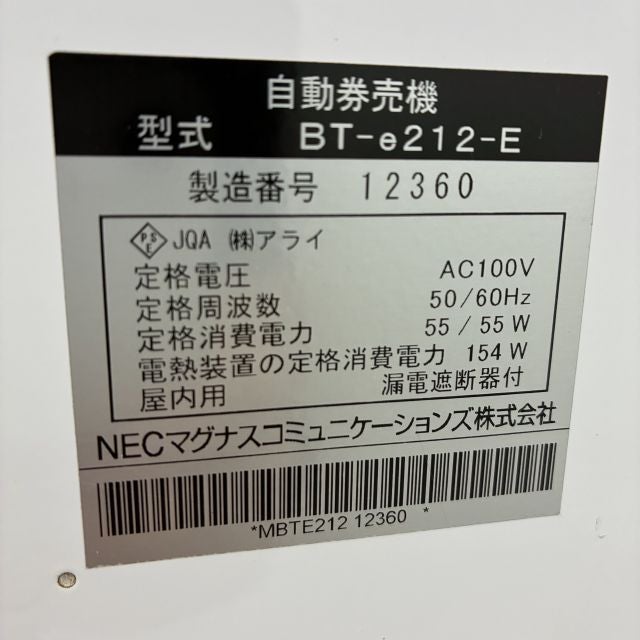 自動券売機
型式 BT-e212-E
製造番号 12360
PSE JQA ㈱アライ
定格電圧 AC100V
定格周波数 50/60Hz
定格消費電力 55/55W
電熱装置の定格消費電力 154W
屋内用 漏電遮断器付
NECマグナスコミュニケーションズ株式会社
*MBTE212 12360 *